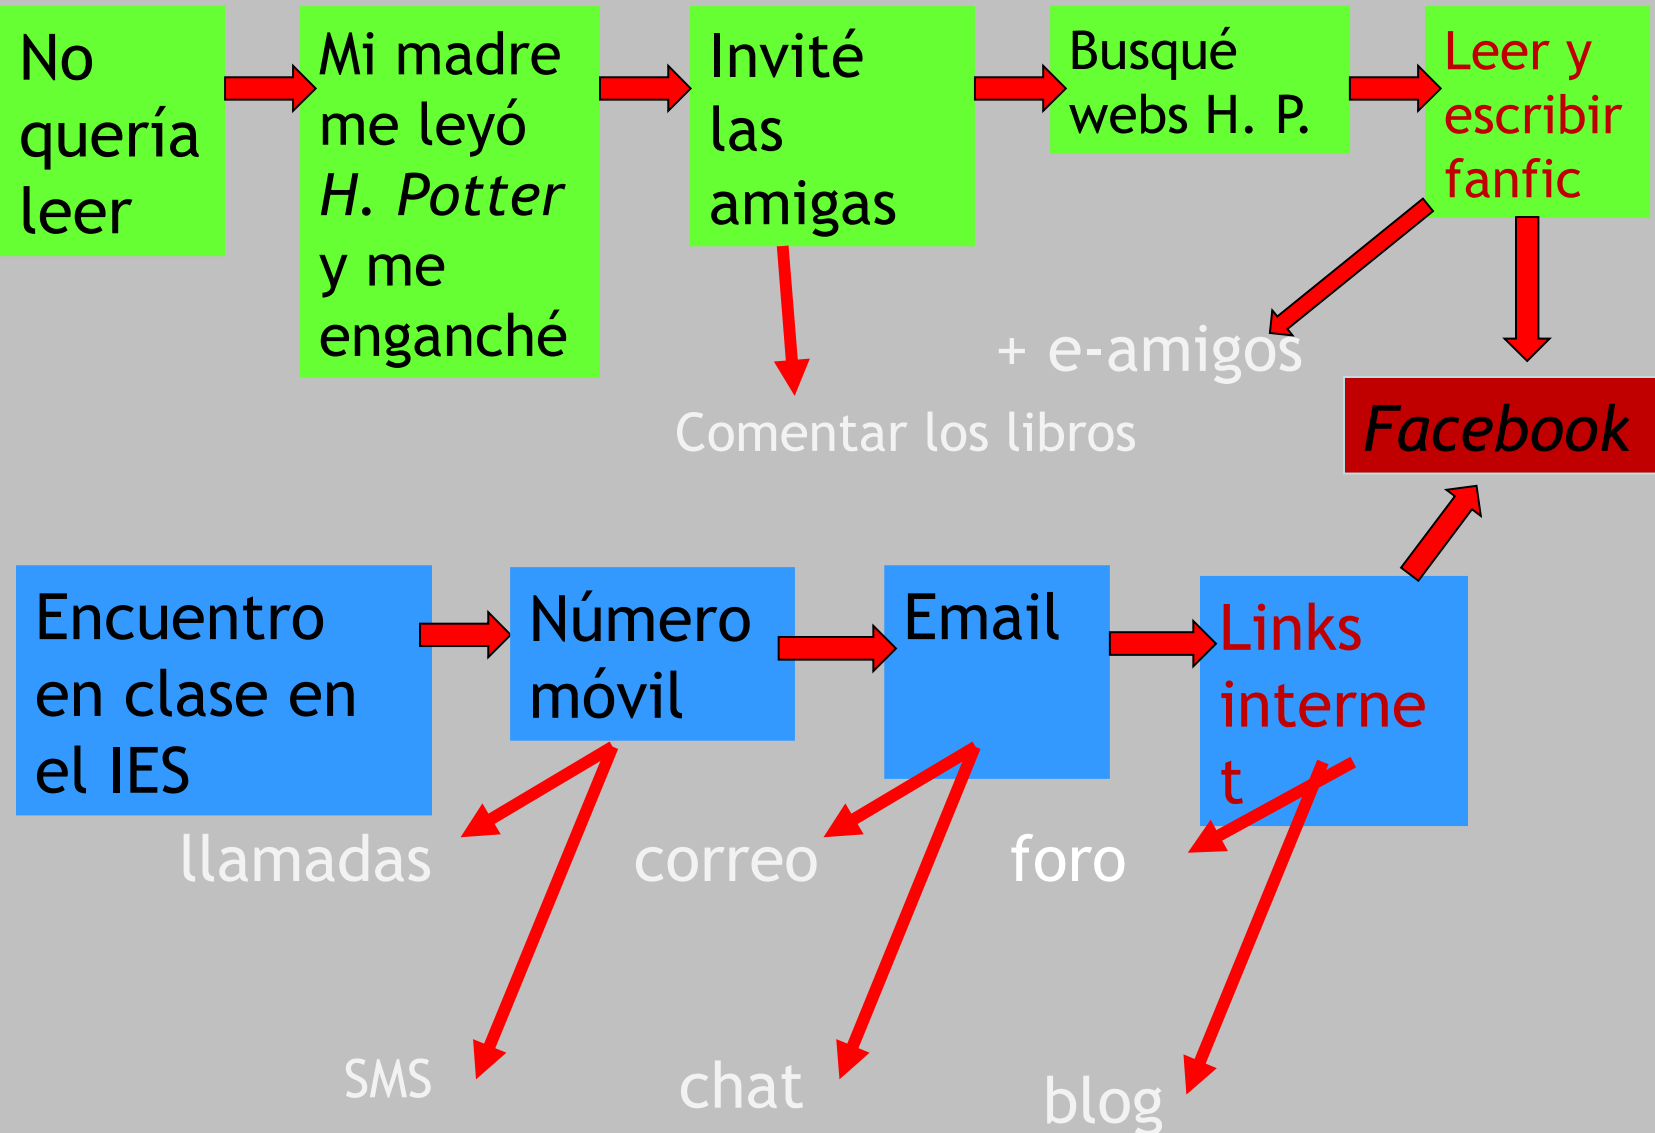 No
quería
leer
Mi madre
me leyó
H. Potter
y me
enganché
Invité
las
amigas
Busqué
webs H. P.
Leer y
escribir
fanfic
+ e-amigos
Comentar los libros
Facebook
Encuentro
en clase en
el IES
Número
móvil
Email
Links
interne
t
llamadas
correo
foro
SMS
chat
blog